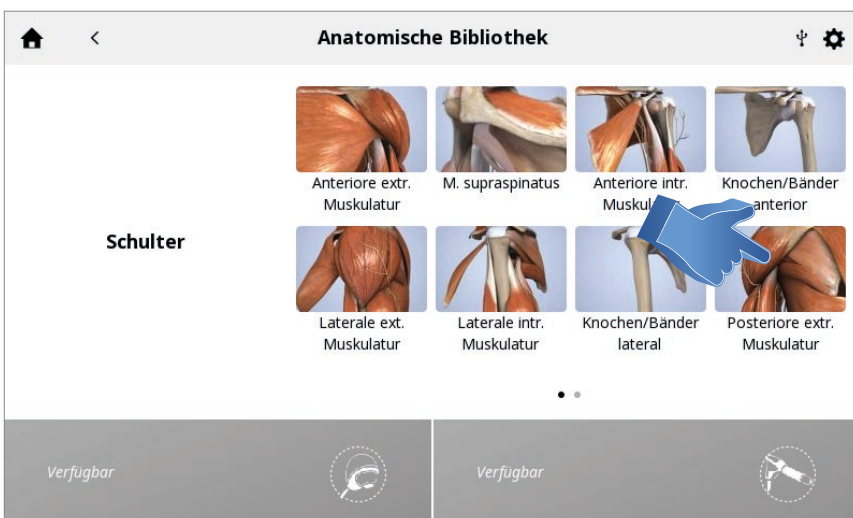 Anatomische Bibliothek
Anteriore extr.
Muskulatur
M. supraspinatus
Anteriore intr.
Muskulatur
Knochen/Bänder
anterior
Schulter
Laterale ext.
Muskulatur
Laterale intr.
Muskulatur
Knochen/Bänder
lateral
Posteriore extr.
Muskulatur
Verfügbar
Verfügbar